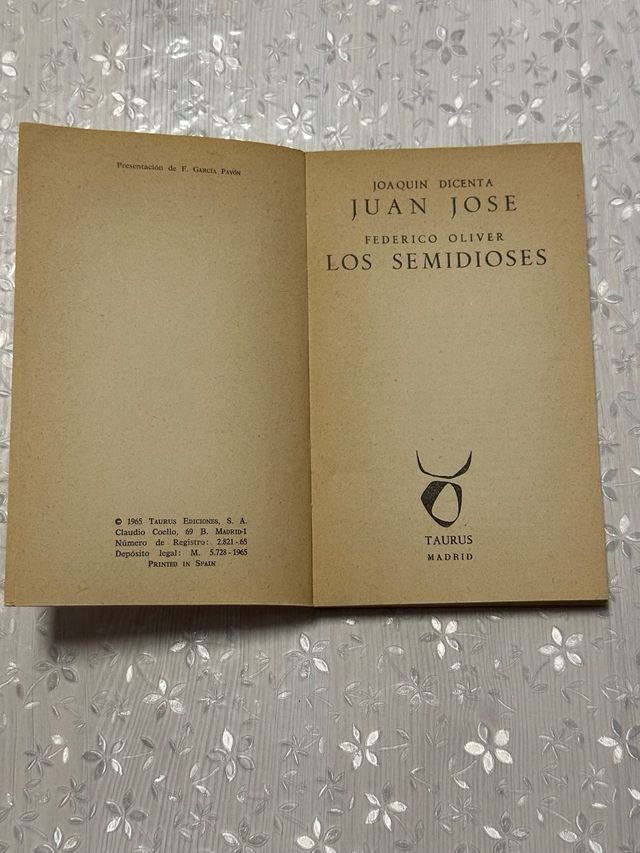 Presentación de F. García Pavón
© 1965 Taurus Ediciones, S. A.
Claudio Coello, 69 B. Madrid-1
Número de Registro: 2.821-65
Depósito legal: M. 5.728-1965
Printed in Spain
JOAQUIN DICENTA
JUAN JOSE
FEDERICO OLIVER
LOS SEMIDIOSES
TAURUS
MADRID